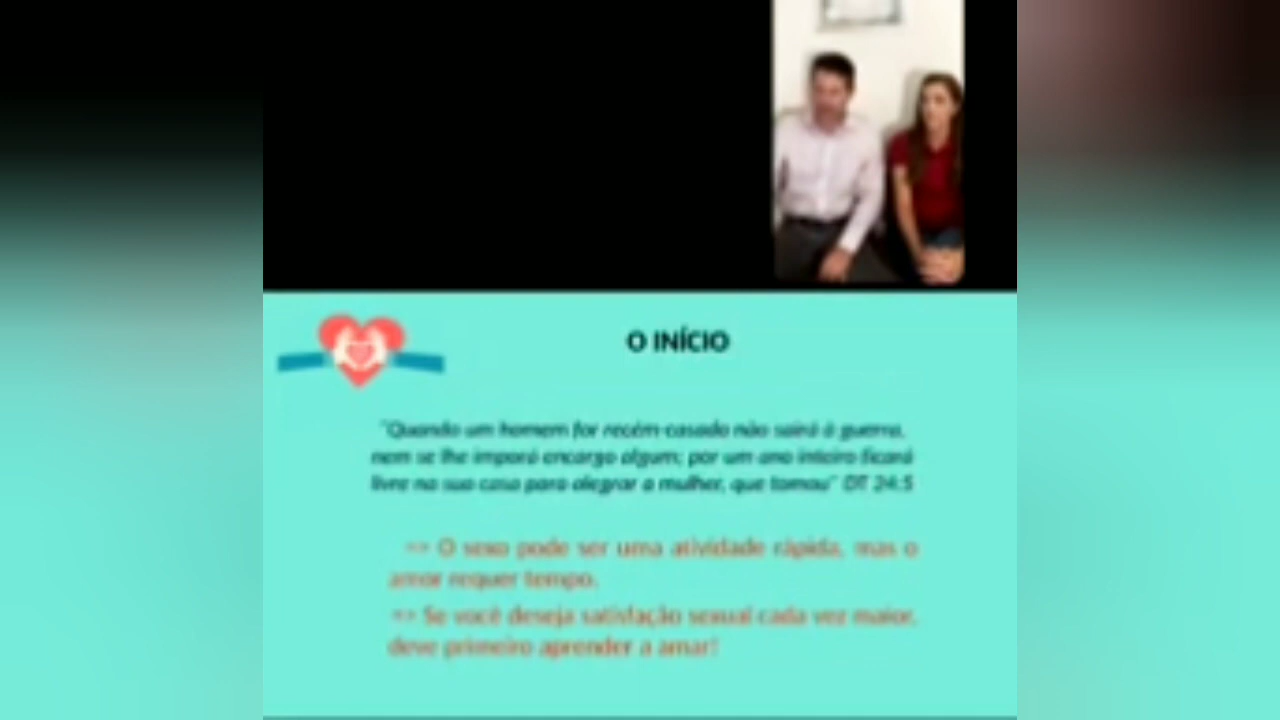 O INÍCIO
"Quando um homem for recém-casado não sairá à guerra,
nem se lhe imporá encargo algum; por um ano inteiro ficará
livre na sua casa para alegrar a mulher, que tomou" DT 24:5
=> O sexo pode ser uma atividade rápida, mas o
amor requer tempo.
=> Se você deseja satisfação sexual cada vez maior,
deve primeiro aprender a amar!